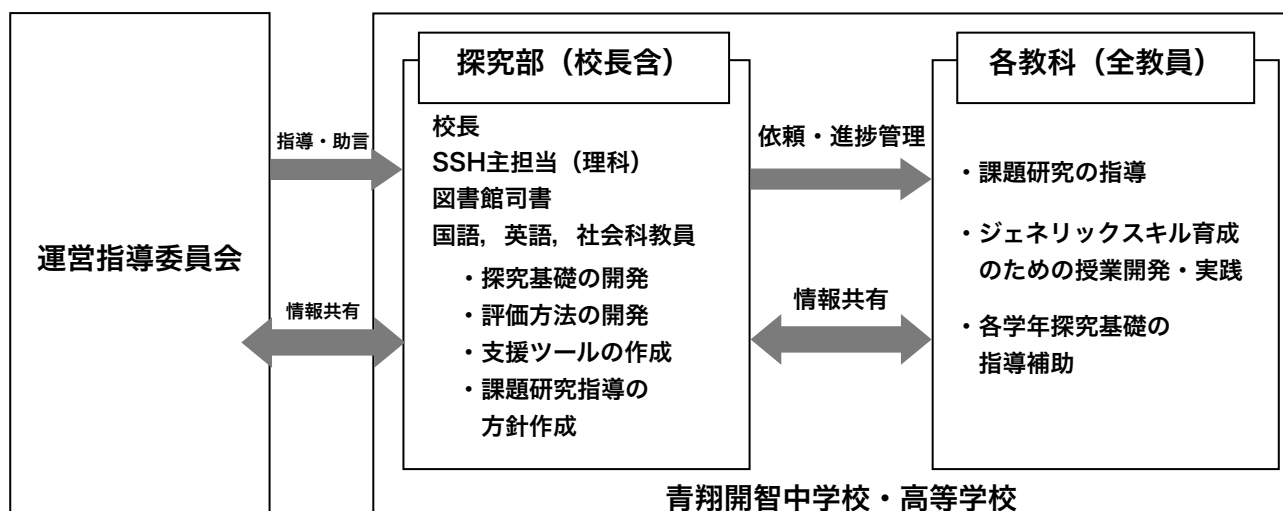 運営指導委員会
指導・助言
情報共有
探究部（校長含）
校長
SSH主担当（理科）
図書館司書
国語，英語，社会科教員
・探究基礎の開発
・評価方法の開発
・支援ツールの作成
・課題研究指導の
方針作成
依頼・進捗管理
情報共有
各教科（全教員）
・課題研究の指導
・ジェネリックスキル育成
のための授業開発・実践
・各学年探究基礎の
指導補助
青翔開智中学校・高等学校